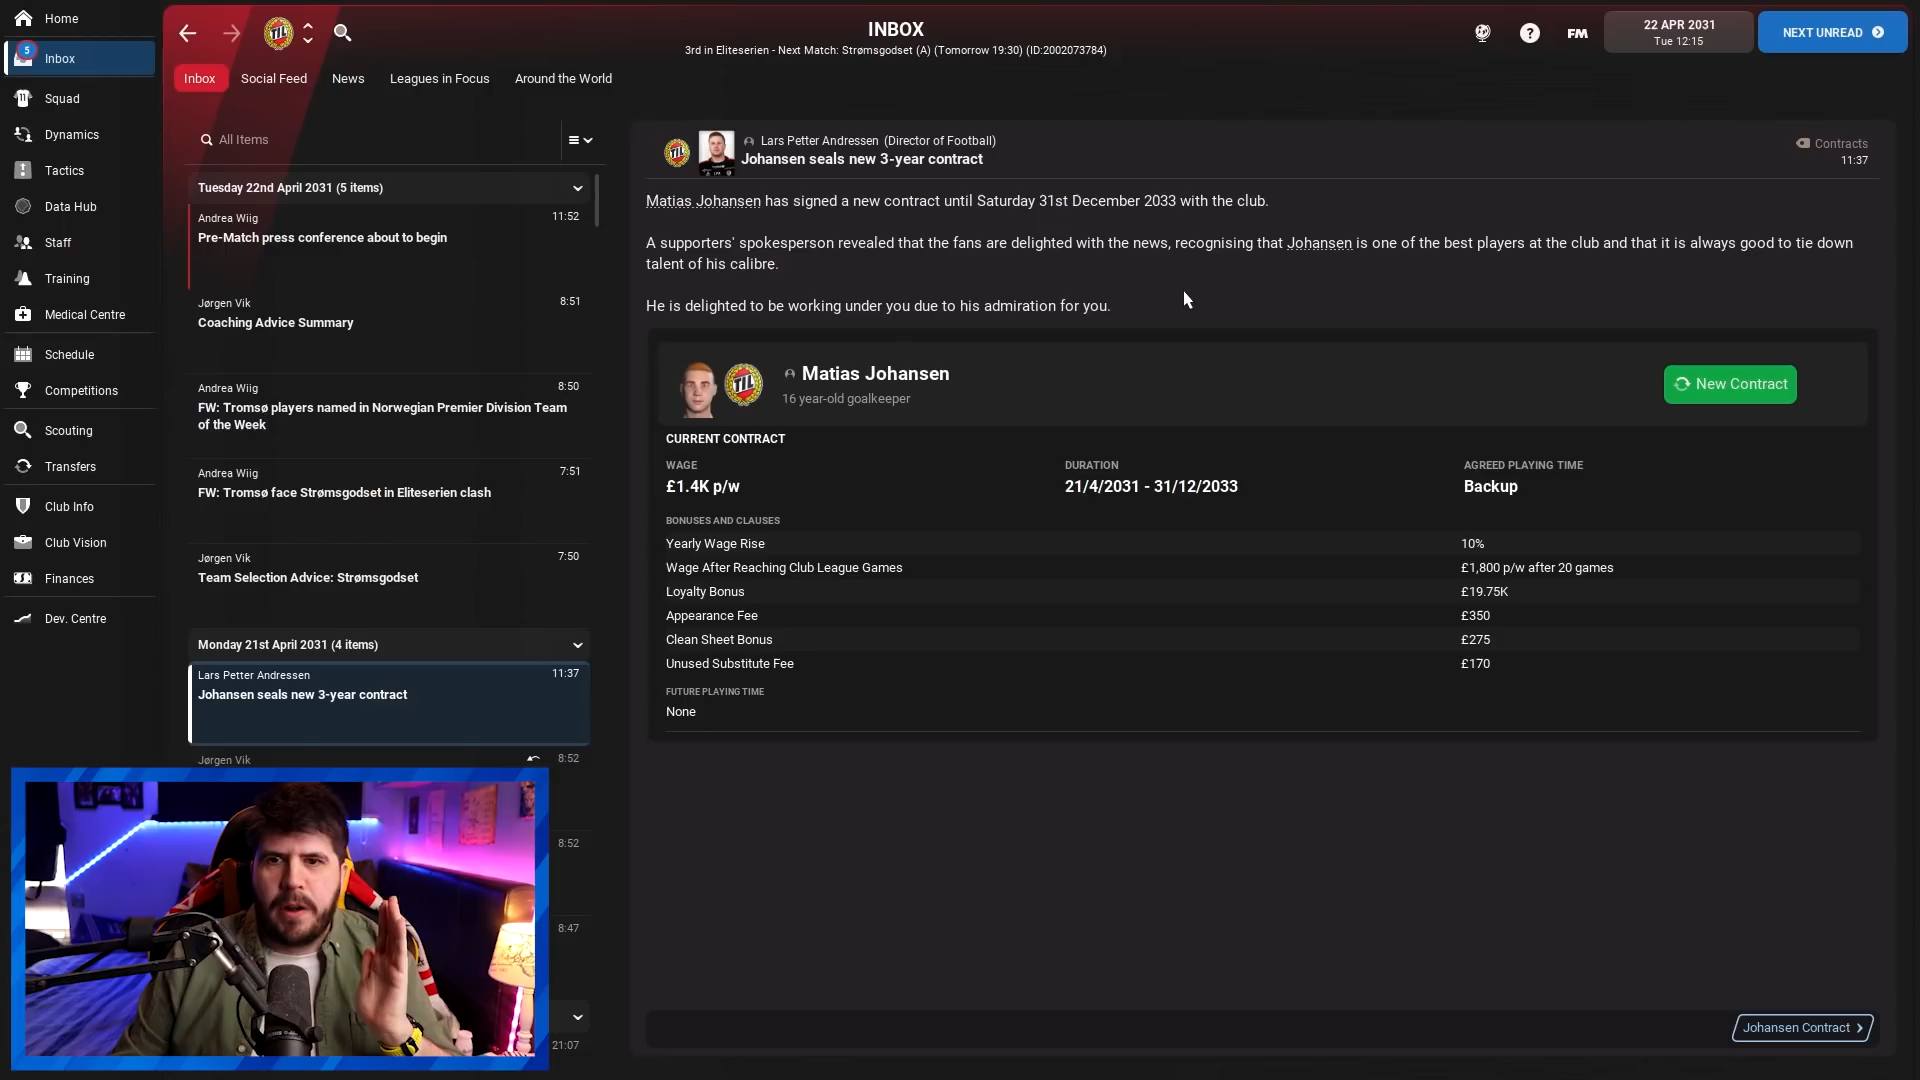 Home
5
Inbox
Squad
Dynamics
Tactics
Data Hub
Staff
Training
Medical Centre
Schedule
Competitions
Scouting
Transfers
Club Info
Club Vision
Finances
Dev. Centre
TIL
INBOX
3rd in Eliteserien - Next Match: Strømsgodset (A) (Tomorrow 19:30) (ID:2002073784)
?
FM
22 APR 2031
Tue 12:15
NEXT UNREAD
Inbox
Social Feed
News
Leagues in Focus
Around the World
All Items
Tuesday 22nd April 2031 (5 items)
Andrea Wiig
11:52
Pre-Match press conference about to begin
Jørgen Vik
8:51
Coaching Advice Summary
Andrea Wiig
8:50
FW: Tromsø players named in Norwegian Premier Division Team
of the Week
Andrea Wiig
7:51
FW: Tromsø face Strømsgodset in Eliteserien clash
Jørgen Vik
7:50
Team Selection Advice: Strømsgodset
Monday 21st April 2031 (4 items)
Lars Petter Andressen
11:37
Johansen seals new 3-year contract
Jørgen Vik
8:52
8:52
8:47
21:07
TIL
Lars Petter Andressen (Director of Football)
Johansen seals new 3-year contract
Contracts
11:37
Matias Johansen has signed a new contract until Saturday 31st December 2033 with the club.
A supporters' spokesperson revealed that the fans are delighted with the news, recognising that Johansen is one of the best players at the club and that it is always good to tie down
talent of his calibre.
He is delighted to be working under you due to his admiration for you.
TIL
Matias Johansen
16 year-old goalkeeper
New Contract
CURRENT CONTRACT
WAGE
DURATION
AGREED PLAYING TIME
£1.4K p/w
21/4/2031 - 31/12/2033
Backup
BONUSES AND CLAUSES
Yearly Wage Rise
10%
Wage After Reaching Club League Games
£1,800 p/w after 20 games
Loyalty Bonus
£19.75K
Appearance Fee
£350
Clean Sheet Bonus
£275
Unused Substitute Fee
£170
FUTURE PLAYING TIME
None
Johansen Contract